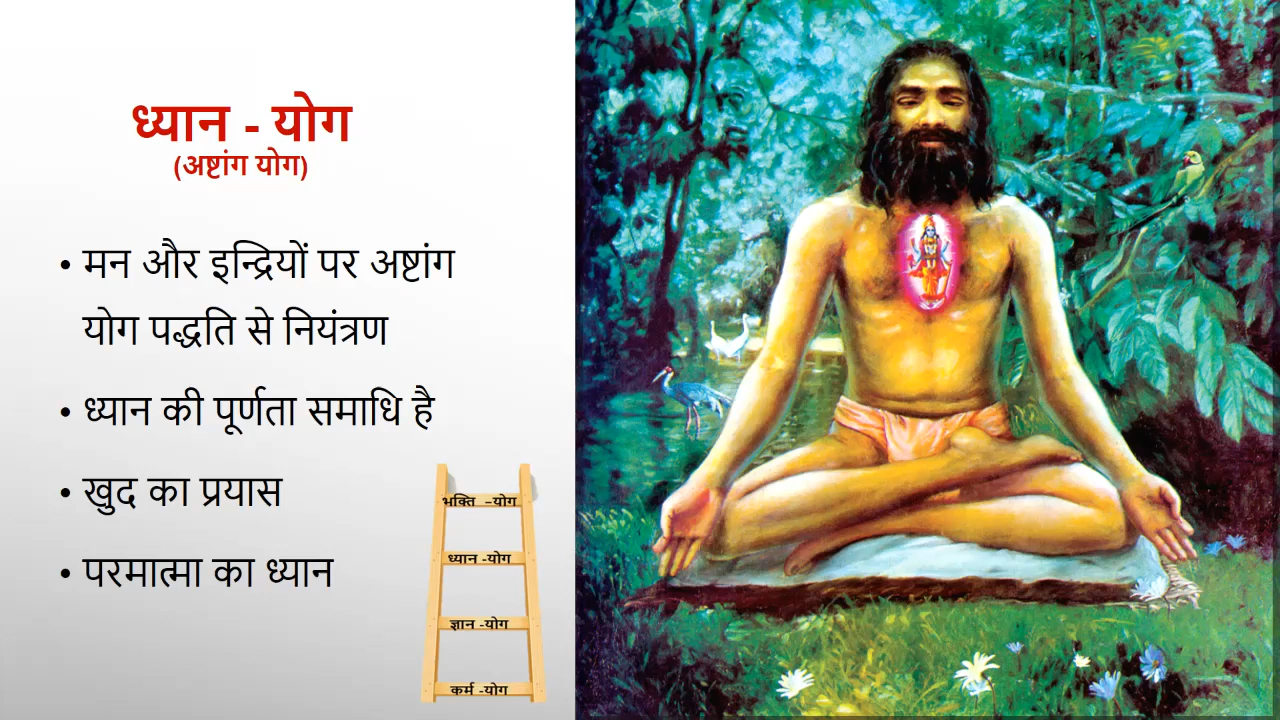 ध्यान - योग
(अष्टांग योग)
• मन और इन्द्रियों पर अष्टांग
योग पद्धति से नियंत्रण
• ध्यान की पूर्णता समाधि है
• खुद का प्रयास
• परमात्मा का ध्यान
भक्ति -योग
ध्यान -योग
ज्ञान -योग
कर्म -योग